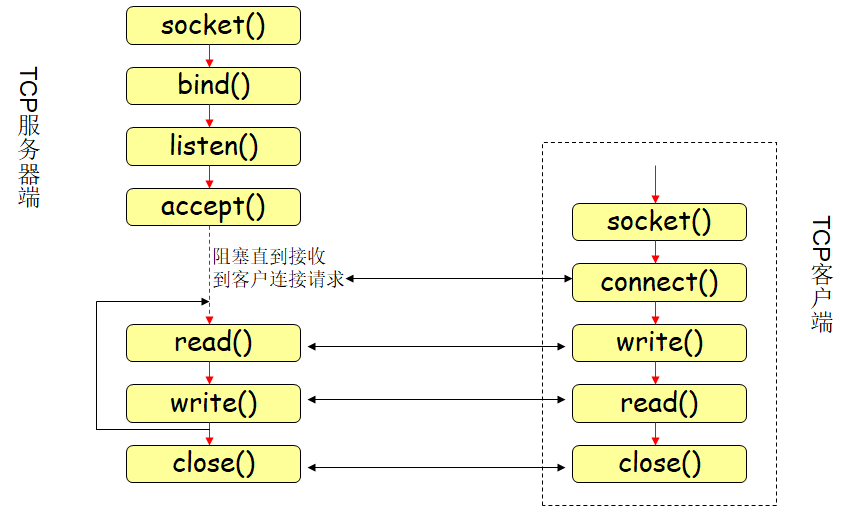 TCP服务器端
socket()
bind()
listen()
accept()
阻塞直到接收
到客户连接请求
read()
write()
close()
socket()
connect()
write()
read()
close()
TCP客户端